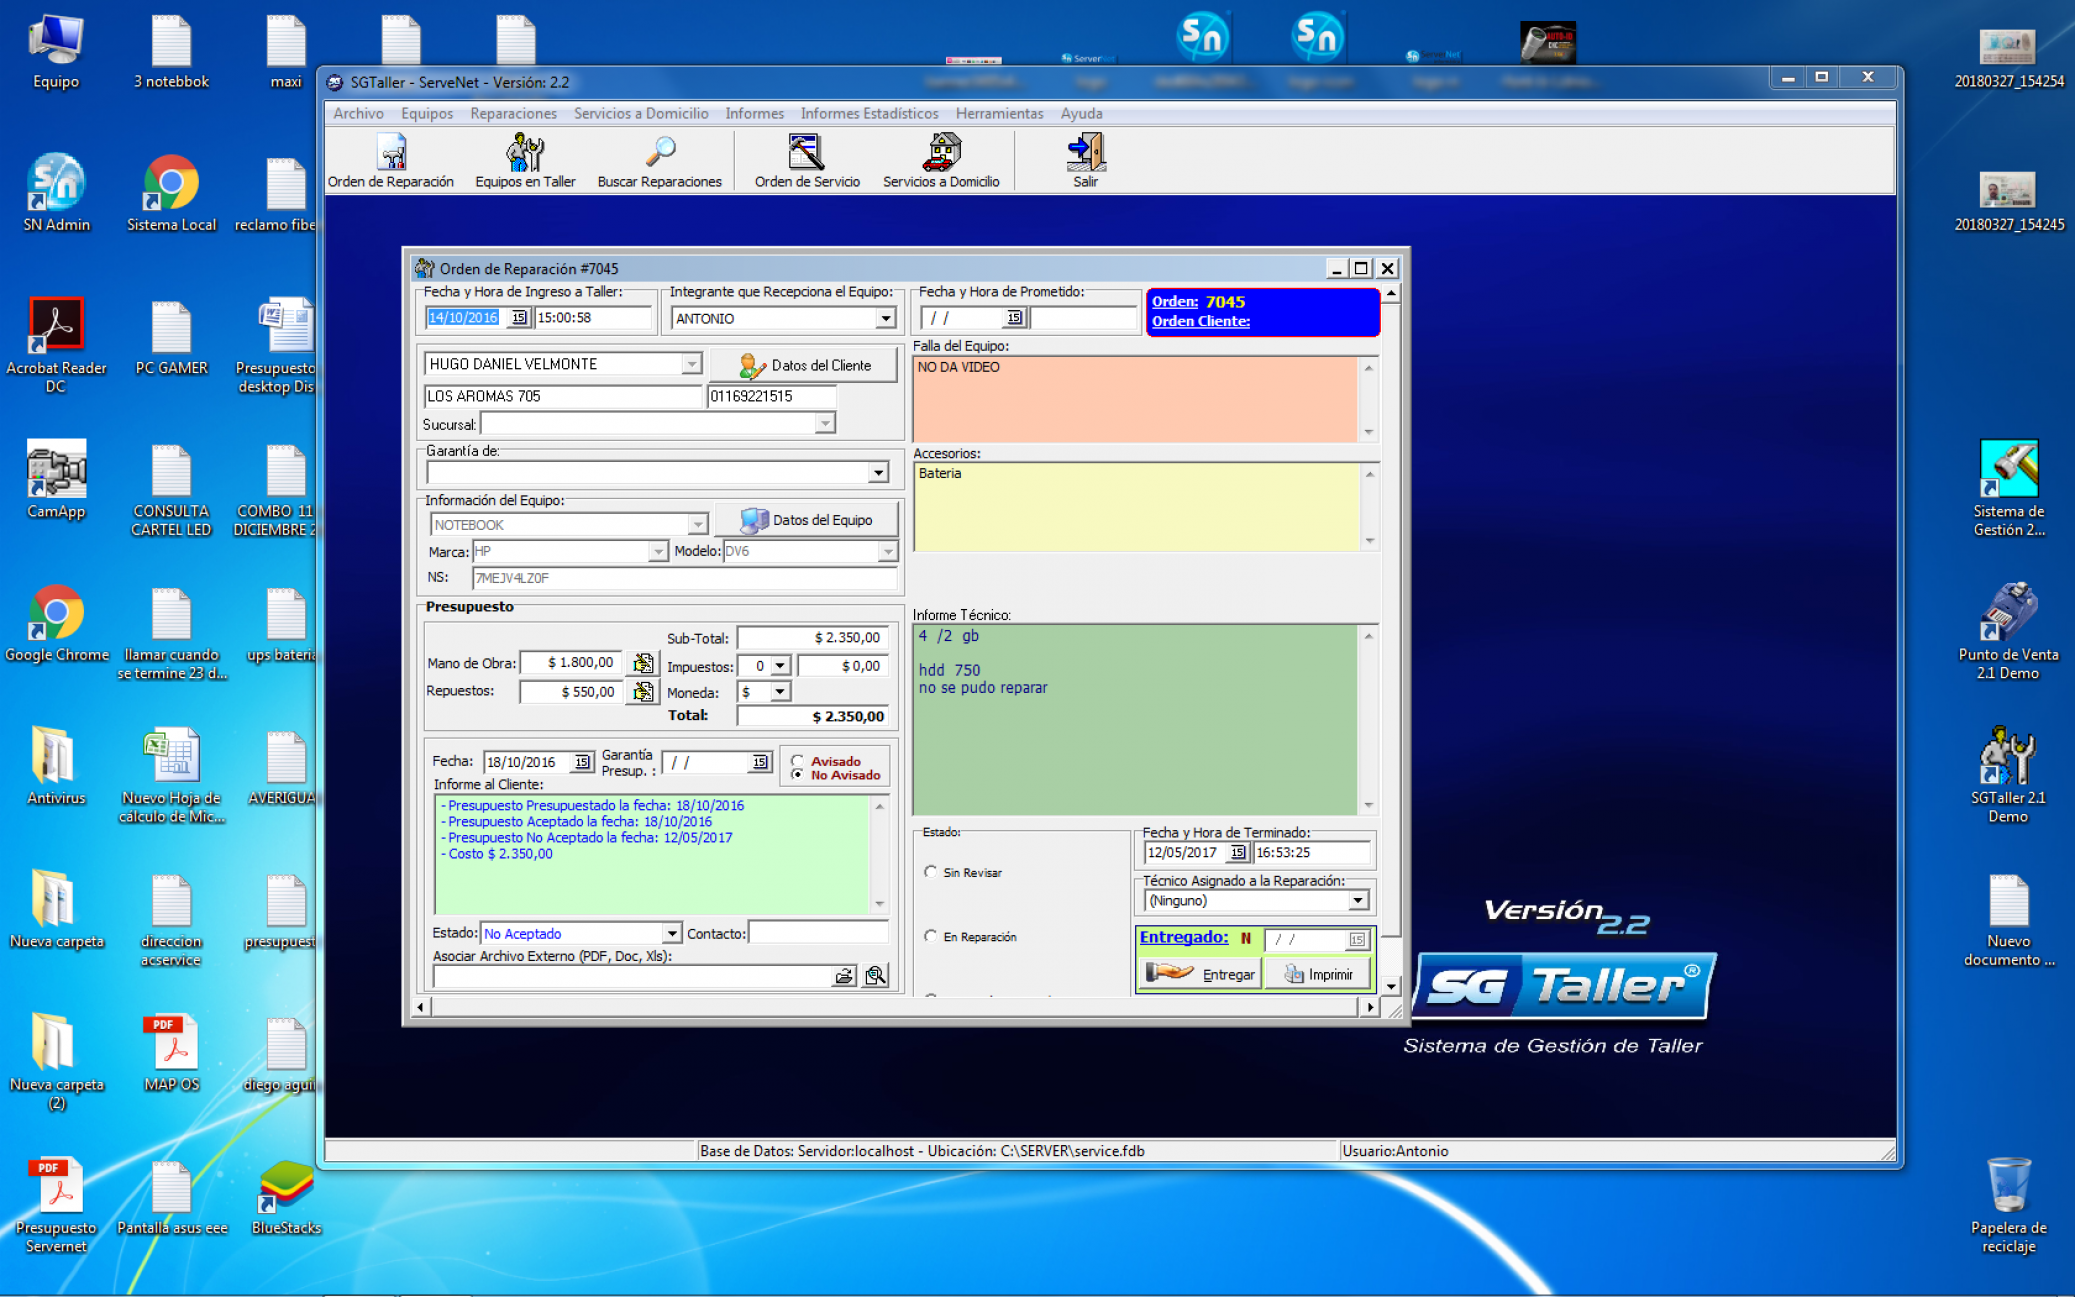 Equipo
3 notebbok
maxi
20180327_154254
SN Admin
Sistema Local
reclamo fibe
20180327_154245
Acrobat Reader
DC
PC GAMER
Presupuesto
desktop Dis
CamApp
CONSULTA
CARTEL LED
COMBO 11
DICIEMBRE 2
Sistema de
Gestión 2...
Google Chrome
llamar cuando
se termine 23 d...
ups bateria
Punto de Venta
2.1 Demo
Antivirus
Nuevo Hoja de
cálculo de Mic...
AVERIGUA
SGTaller 2.1
Demo
Nueva carpeta
direccion
acservice
presupuest
Nuevo
documento ...
Nueva carpeta
(2)
MAP OS
diego agui
Presupuesto
Servernet
Pantalla asus eee
BlueStacks
Papelera de
reciclaje
SGTaller - ServeNet - Versión: 2.2
Archivo Equipos Reparaciones Servicios a Domicilio Informes Informes Estadísticos Herramientas Ayuda
Orden de Reparación Equipos en Taller Buscar Reparaciones Orden de Servicio Servicios a Domicilio Salir
Orden de Reparación #7045
Fecha y Hora de Ingreso a Taller:
14/10/2016 15 15:00:58
Integrante que Recepciona el Equipo:
ANTONIO
Fecha y Hora de Prometido:
/ / 15
Orden: 7045
Orden Cliente:
HUGO DANIEL VELMONTE
Datos del Cliente
LOS AROMAS 705
01169221515
Sucursal:
Garantía de:
Información del Equipo:
NOTEBOOK
Datos del Equipo
Marca: HP Modelo: DV6
NS: 7MEJV4LZ0F
Presupuesto
Sub-Total: $ 2.350,00
Mano de Obra: $ 1.800,00 Impuestos: 0 $ 0,00
Repuestos: $ 550,00 Moneda: $
Total: $ 2.350,00
Fecha: 18/10/2016 15 Garantía
Presup. : / / 15
Avisado
No Avisado
Informe al Cliente:
- Presupuesto Presupuestado la fecha: 18/10/2016
- Presupuesto Aceptado la fecha: 18/10/2016
- Presupuesto No Aceptado la fecha: 12/05/2017
- Costo $ 2.350,00
Estado: No Aceptado Contacto:
Asociar Archivo Externo (PDF, Doc, Xls):
Falla del Equipo:
NO DA VIDEO
Accesorios:
Bateria
Informe Técnico:
4 /2 gb
hdd 750
no se pudo reparar
Estado:
Sin Revisar
En Reparación
Fecha y Hora de Terminado:
12/05/2017 15 16:53:25
Técnico Asignado a la Reparación:
(Ninguno)
Entregado: N / / 15
Entregar Imprimir
Versión 2.2
SG Taller®
Sistema de Gestión de Taller
Base de Datos: Servidor:localhost - Ubicación: C:\SERVER\service.fdb
Usuario:Antonio